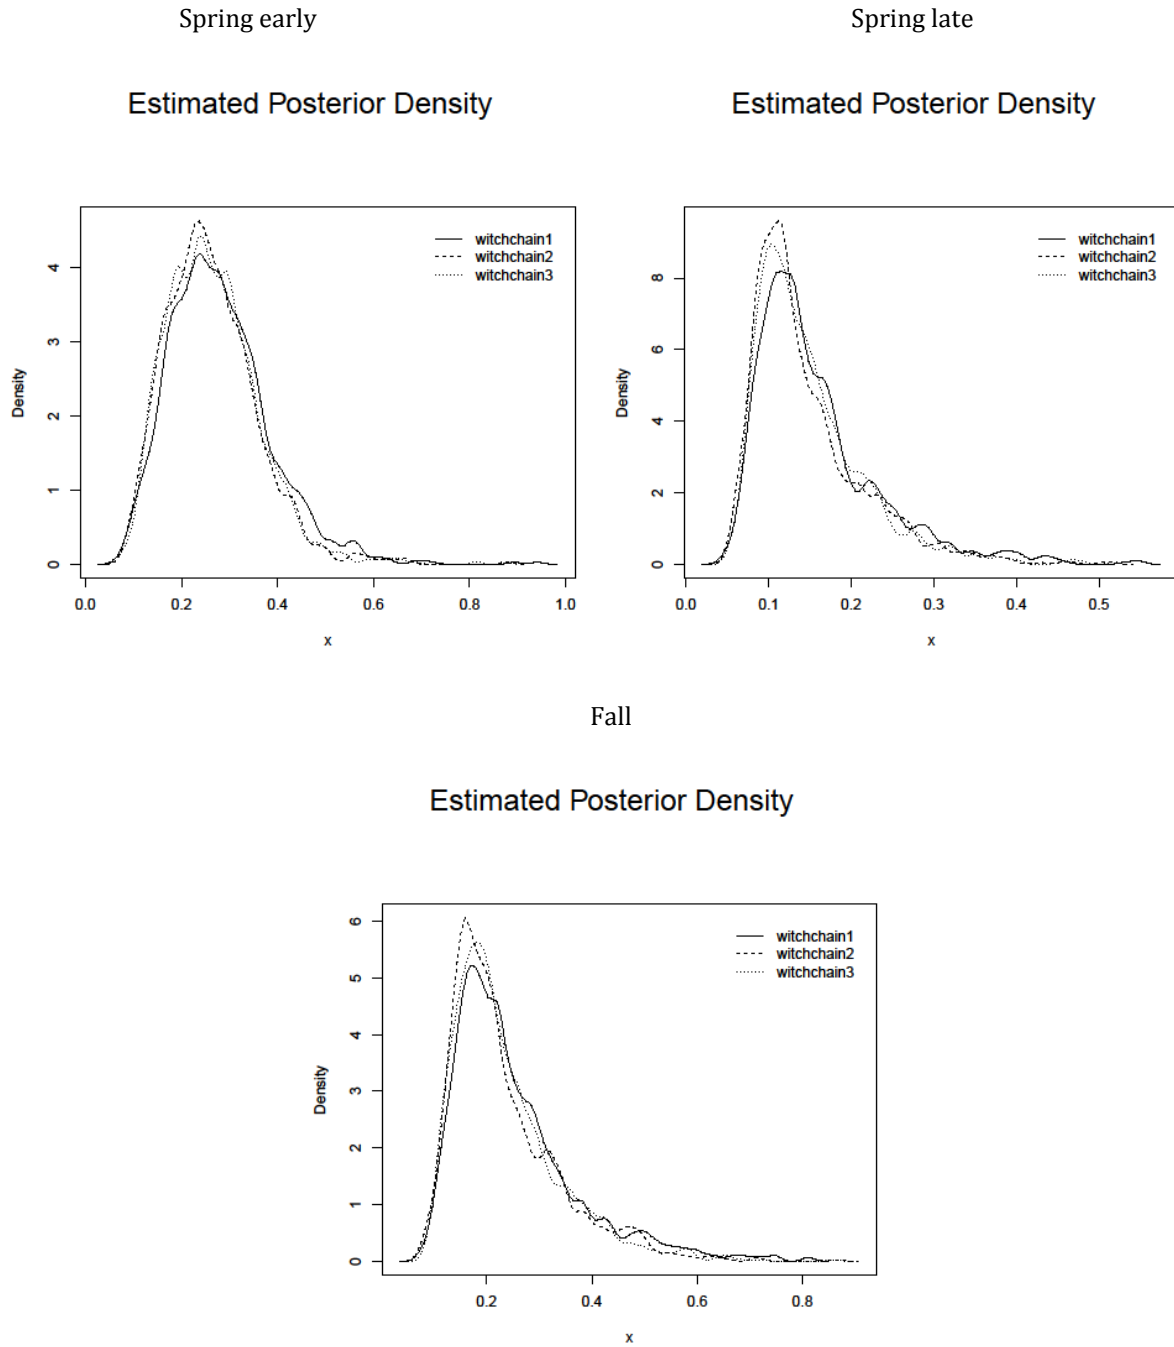 Spring early
Spring late
Estimated Posterior Density
Estimated Posterior Density
witchchain1
witchchain2
witchchain3
Density
0
1
2
3
4
0.0 0.2 0.4 0.6 0.8 1.0
x
witchchain1
witchchain2
witchchain3
Density
0
2
4
6
8
0.0 0.1 0.2 0.3 0.4 0.5
x
Fall
Estimated Posterior Density
witchchain1
witchchain2
witchchain3
Density
0
1
2
3
4
5
6
0.2 0.4 0.6 0.8
x